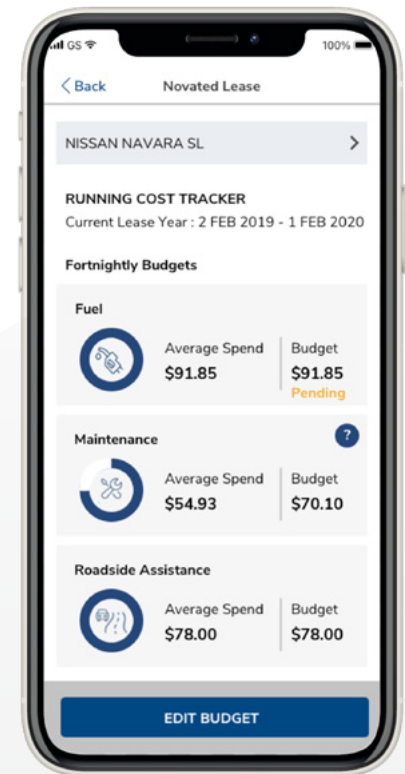 GS
100%
Back
Novated Lease
NISSAN NAVARA SL
RUNNING COST TRACKER
Current Lease Year : 2 FEB 2019 - 1 FEB 2020
Fortnightly Budgets
Fuel
Average Spend
Budget
$91.85
$91.85
Pending
Maintenance
?
Average Spend
Budget
$54.93
$70.10
Roadside Assistance
Average Spend
Budget
$78.00
$78.00
EDIT BUDGET